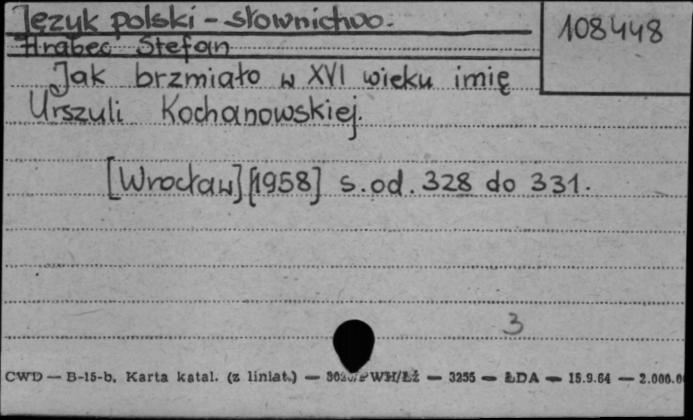 Język polski - słownictwo.
108448
Hrabec Stefan
Jak brzmiało w XVI wieku imię
Urszuli Kochanowskiej.
[Wrocław] [1958] s. od. 328 do 331.
3
CWD — B-15-b. Karta katal. (z liniat.) — PWH/ŁŻ — 3255 — ŁDA — 15.9.64 — 2.000.0